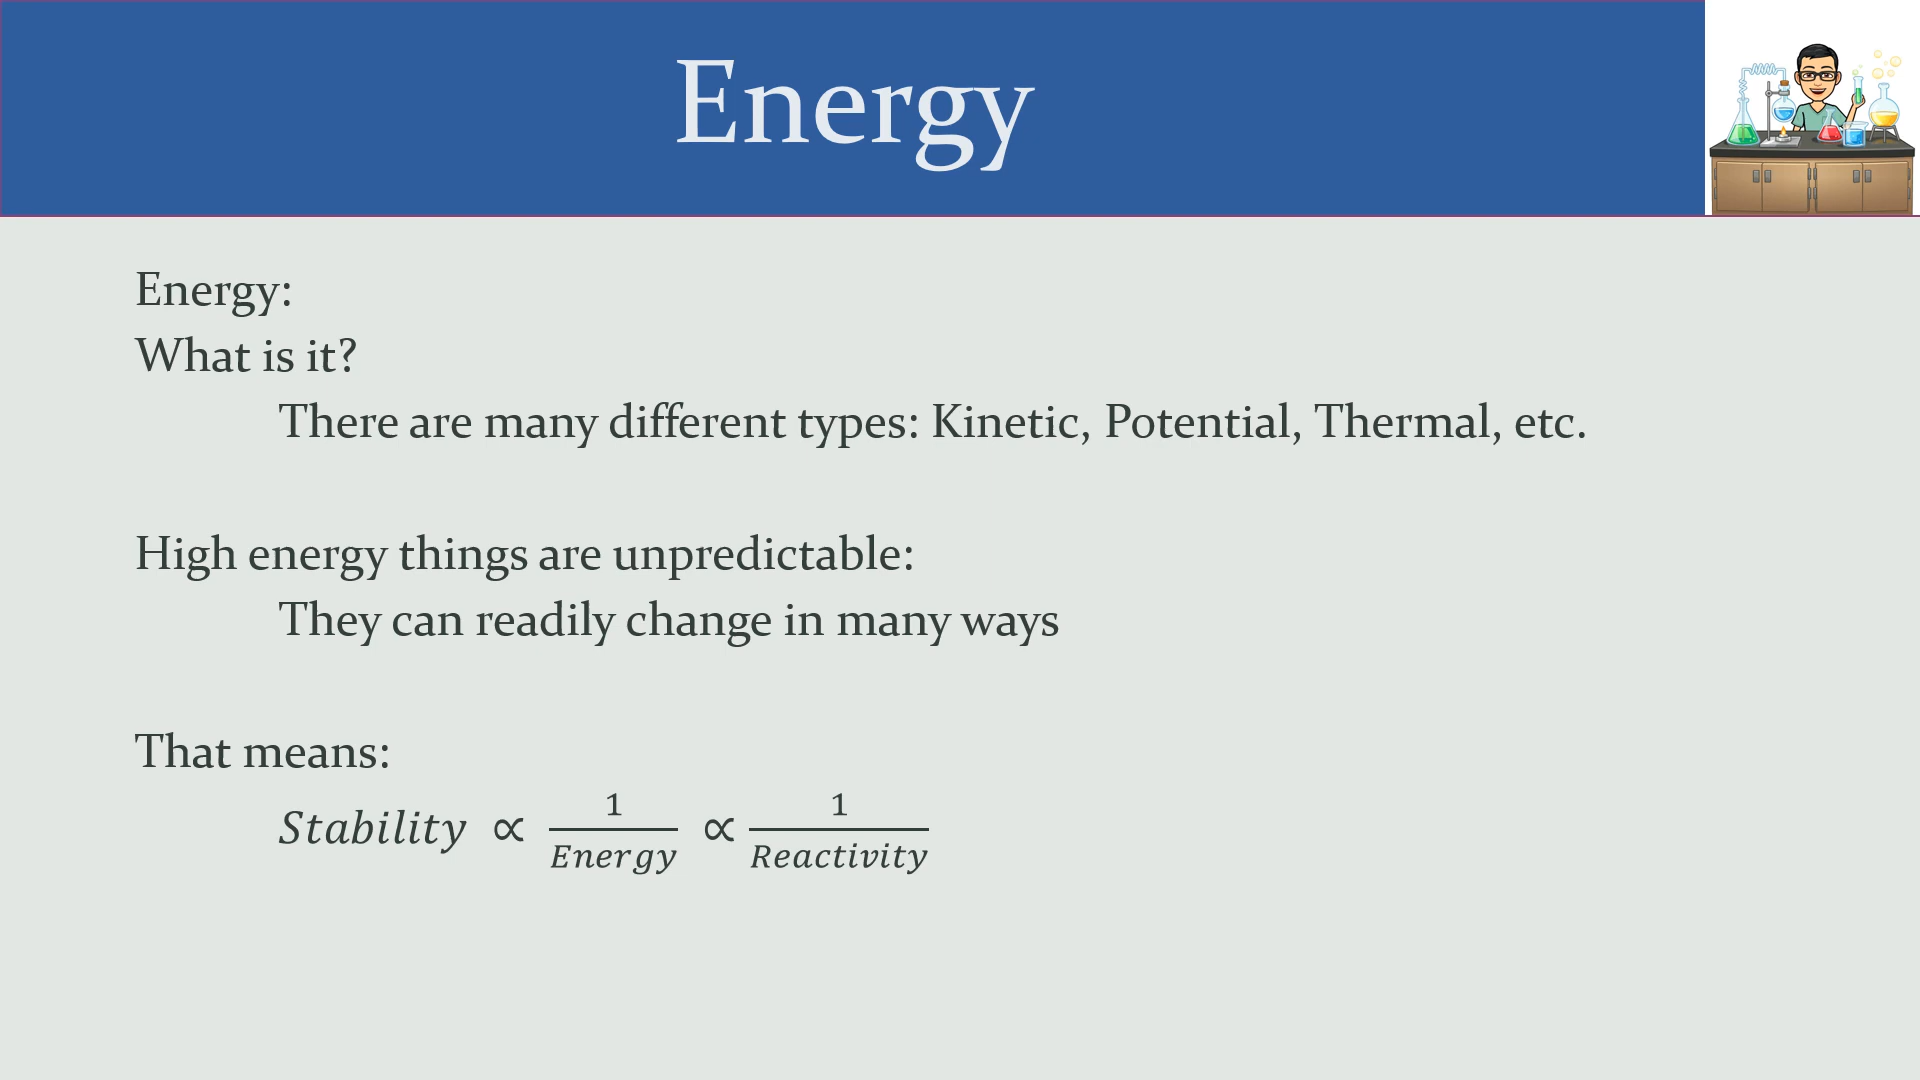 Energy
Energy:
What is it?
There are many different types: Kinetic, Potential, Thermal, etc.
High energy things are unpredictable:
They can readily change in many ways
That means:
Stability ∝ 1/Energy ∝ 1/Reactivity